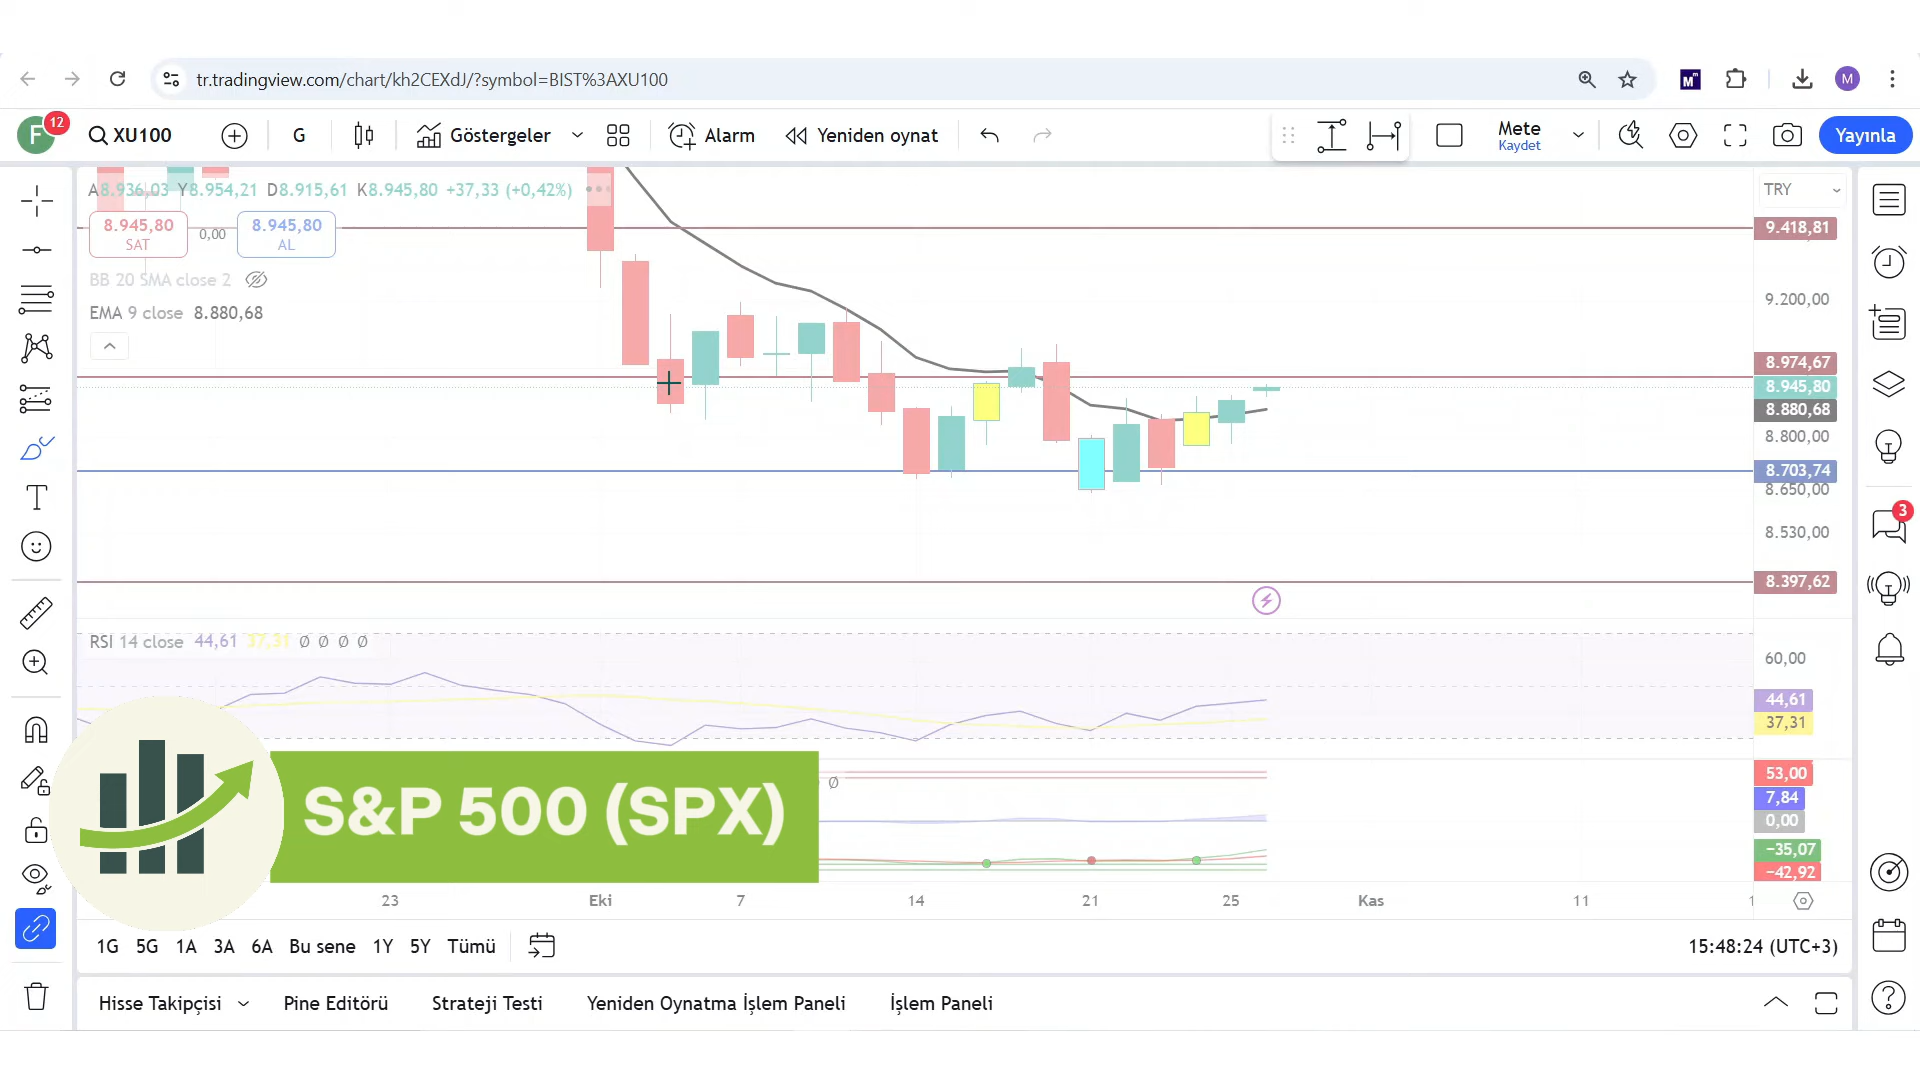 tr.tradingview.com/chart/kh2CEXdJ/?symbol=BIST%3AXU100
M
F
12
XU100
G
Göstergeler
Alarm
Yeniden oynat
Mete
Kaydet
Yayınla
A8.936,03 Y8.954,21 D8.915,61 K8.945,80 +37,33 (+0,42%)
8.945,80
SAT
0,00
8.945,80
AL
BB 20 SMA close 2
EMA 9 close 8.880,68
TRY
9.418,81
9.200,00
8.974,67
8.945,80
8.880,68
8.800,00
8.703,74
8.650,00
8.530,00
8.397,62
3
RSI 14 close 44,61 37,31 Ø Ø Ø Ø
60,00
44,61
37,31
Ø
53,00
7,84
0,00
−35,07
−42,92
S&P 500 (SPX)
23 Eki 7 14 21 25 Kas 11 1
1G 5G 1A 3A 6A Bu sene 1Y 5Y Tümü
15:48:24 (UTC+3)
Hisse Takipçisi Pine Editörü Strateji Testi Yeniden Oynatma İşlem Paneli İşlem Paneli